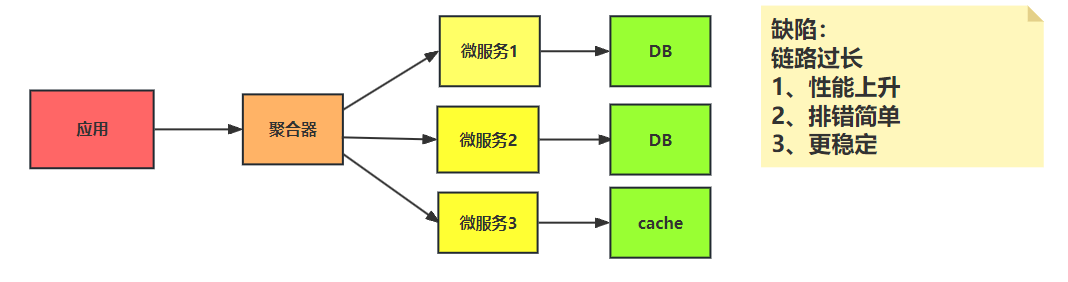 应用
聚合器
微服务1
DB
微服务2
DB
微服务3
cache
缺陷：
链路过长
1、性能上升
2、排错简单
3、更稳定